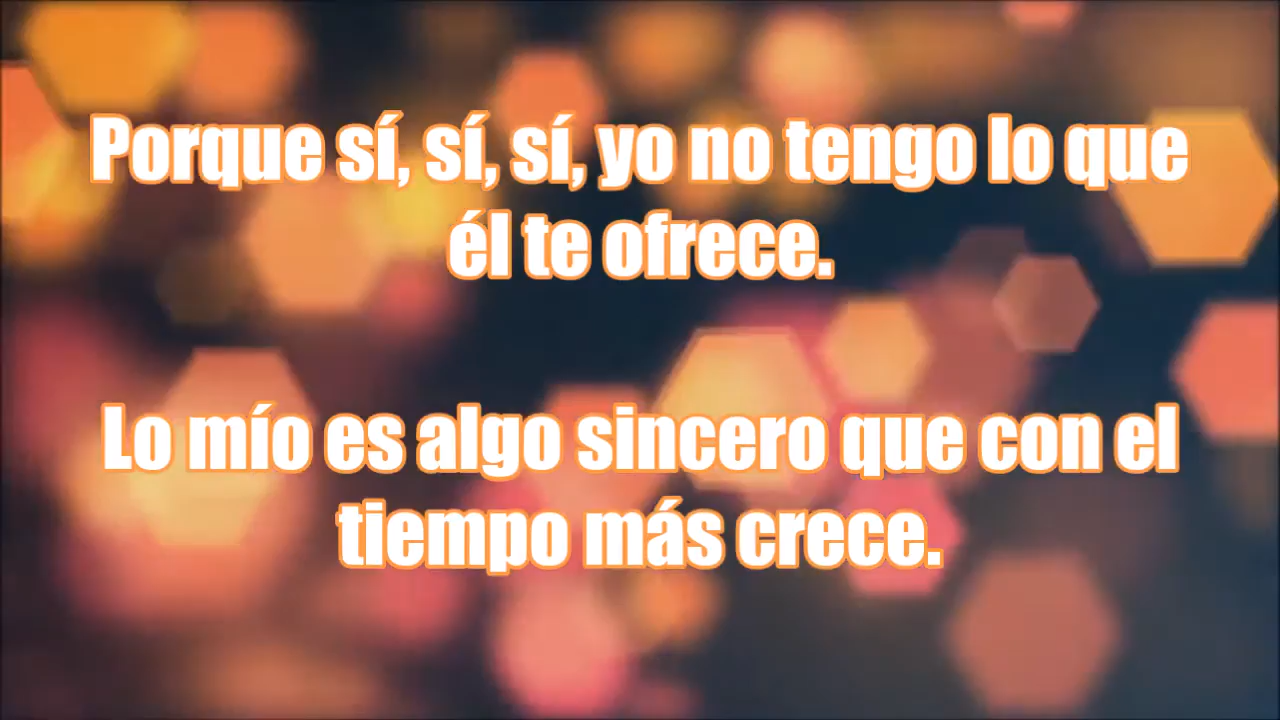 Porque sí, sí, sí, yo no tengo lo que
él te ofrece.
Lo mío es algo sincero que con el
tiempo más crece.